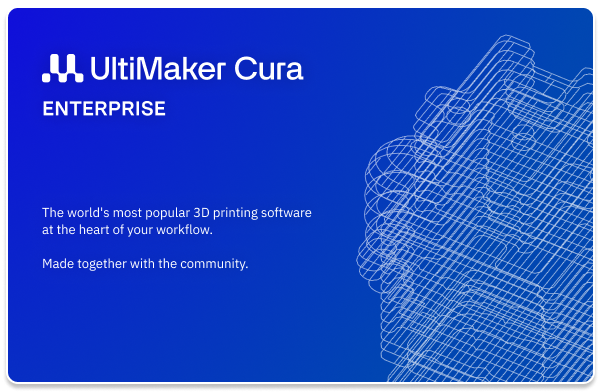 UltiMaker Cura
ENTERPRISE
The world's most popular 3D printing software
at the heart of your workflow.
Made together with the community.